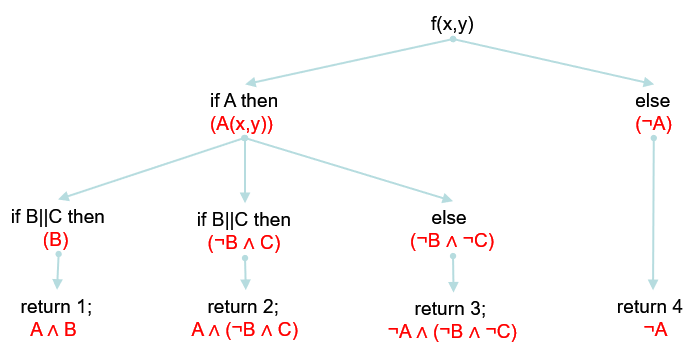 f(x,y)
if A then
(A(x,y))
else
(¬A)
if B||C then
(B)
if B||C then
(¬B ∧ C)
else
(¬B ∧ ¬C)
return 1;
A ∧ B
return 2;
A ∧ (¬B ∧ C)
return 3;
¬A ∧ (¬B ∧ ¬C)
return 4
¬A